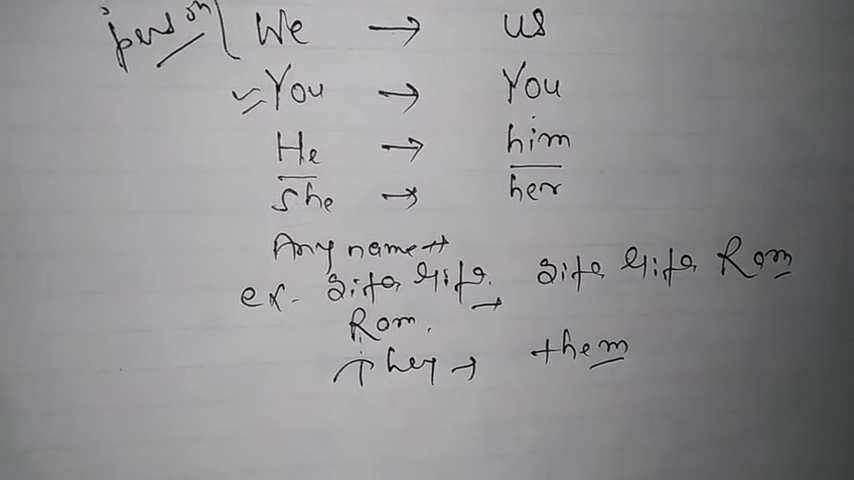 person We → us
You → You
He → him
She → her
Any name →
ex- Sita Gita. → Sita Gita Ram
Ram.
They → them